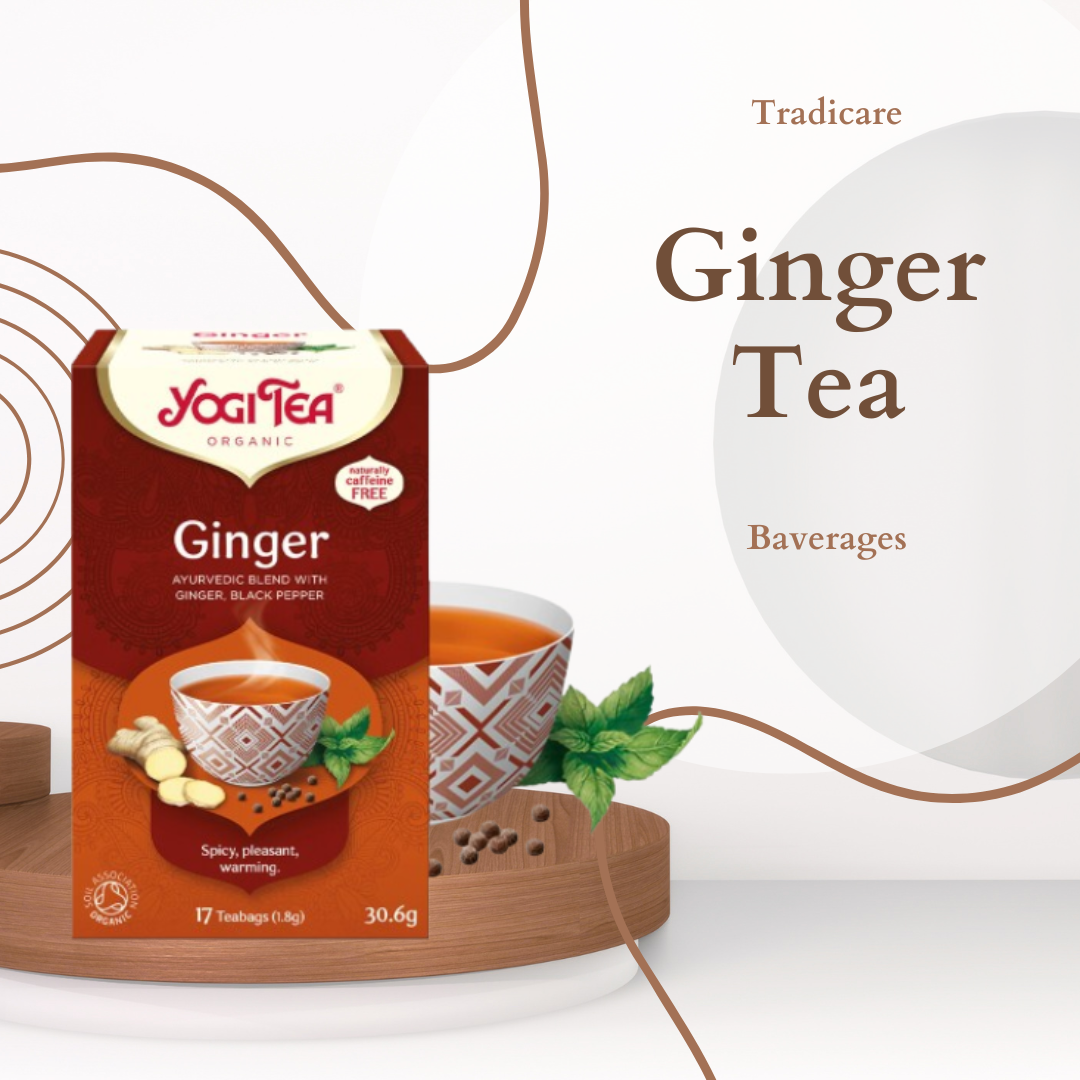 Tradicare
Ginger
Tea
Baverages
Ginger
YOGI TEA®
ORGANIC
naturally
caffeine
FREE
Ginger
AYURVEDIC BLEND WITH
GINGER, BLACK PEPPER
Spicy, pleasant,
warming.
SOIL ASSOCIATION
ORGANIC
17 Teabags (1.8g)
30.6g